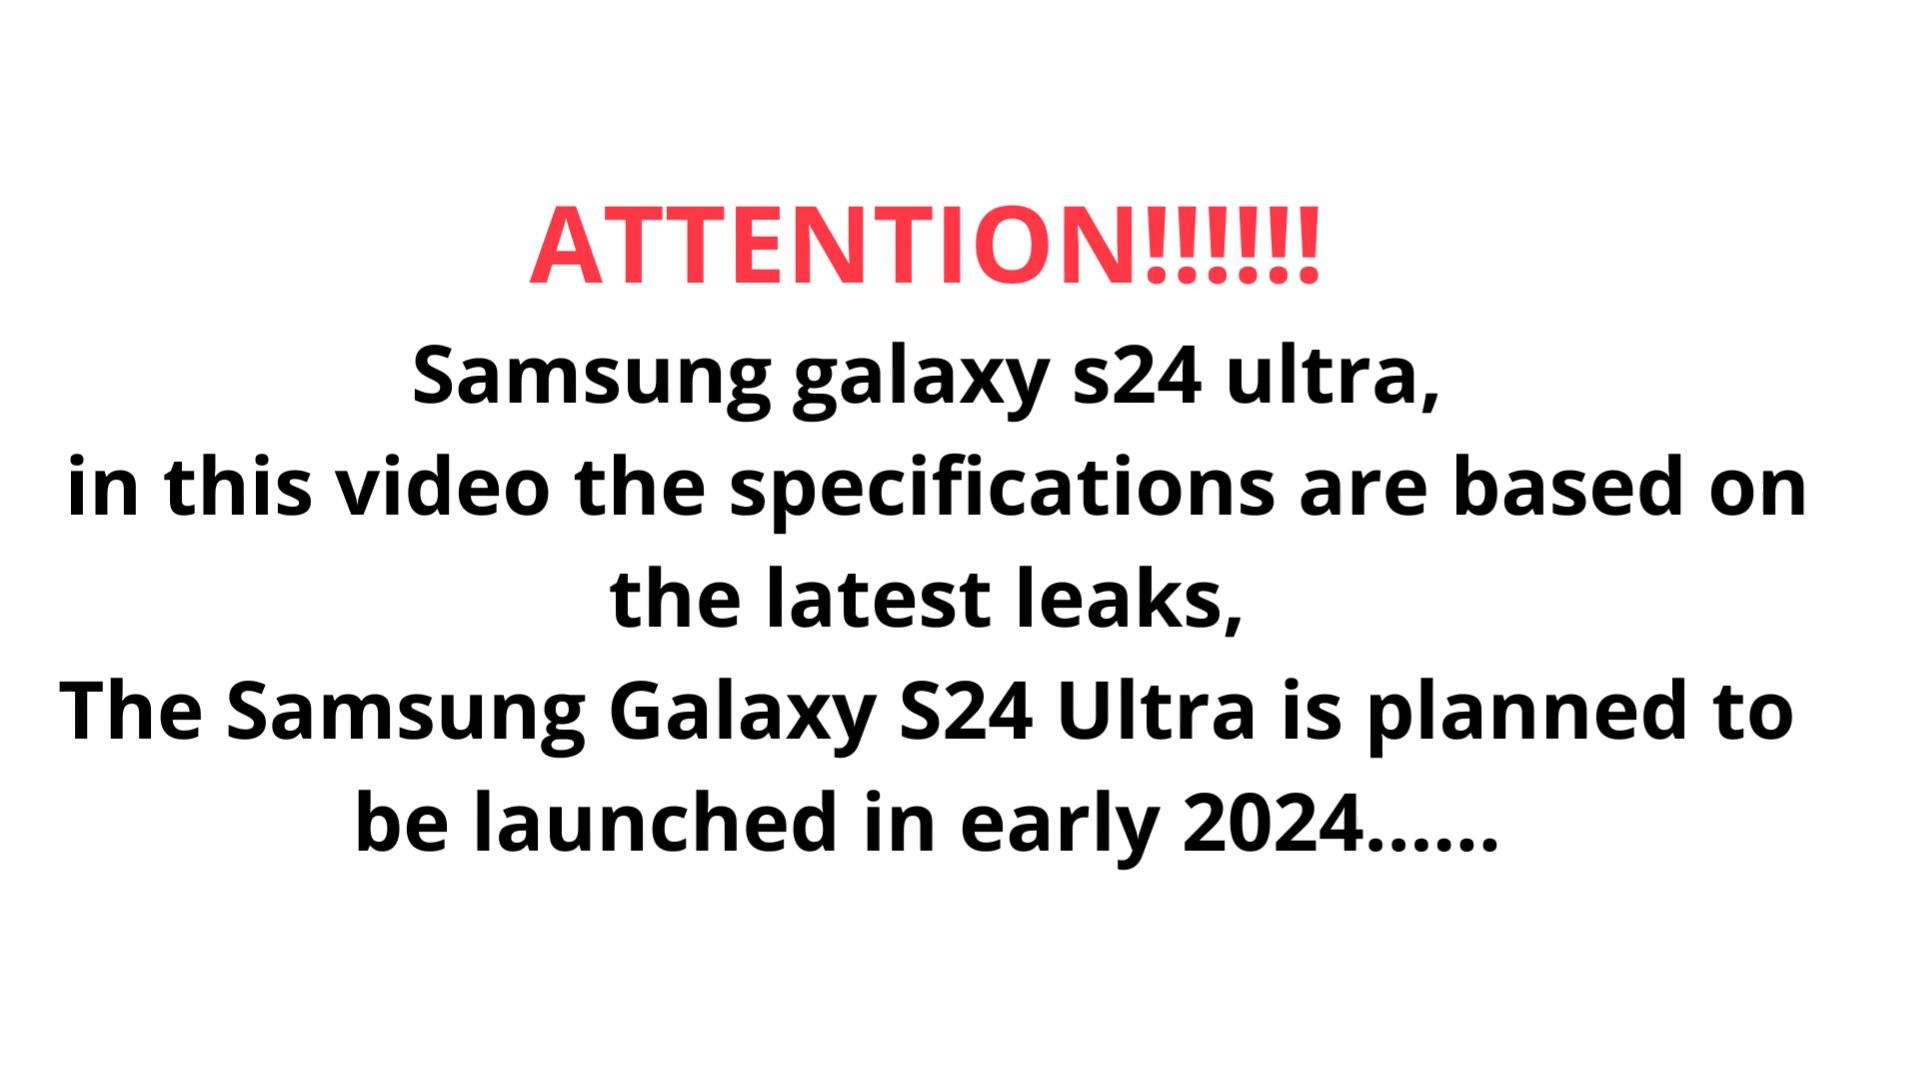 ATTENTION!!!!!!
Samsung galaxy s24 ultra,
in this video the specifications are based on
the latest leaks,
The Samsung Galaxy S24 Ultra is planned to
be launched in early 2024......